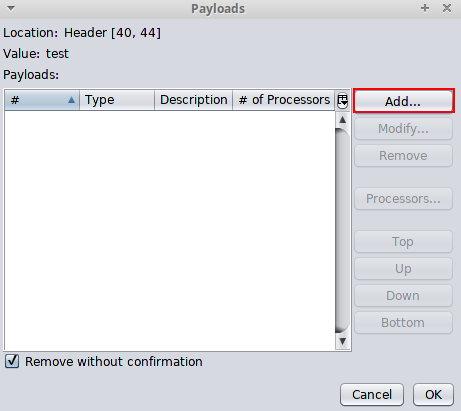 Payloads
Location: Header [40, 44]
Value: test
Payloads:
# Type Description # of Processors
Add...
Modify...
Remove
Processors...
Top
Up
Down
Bottom
Remove without confirmation
Cancel OK